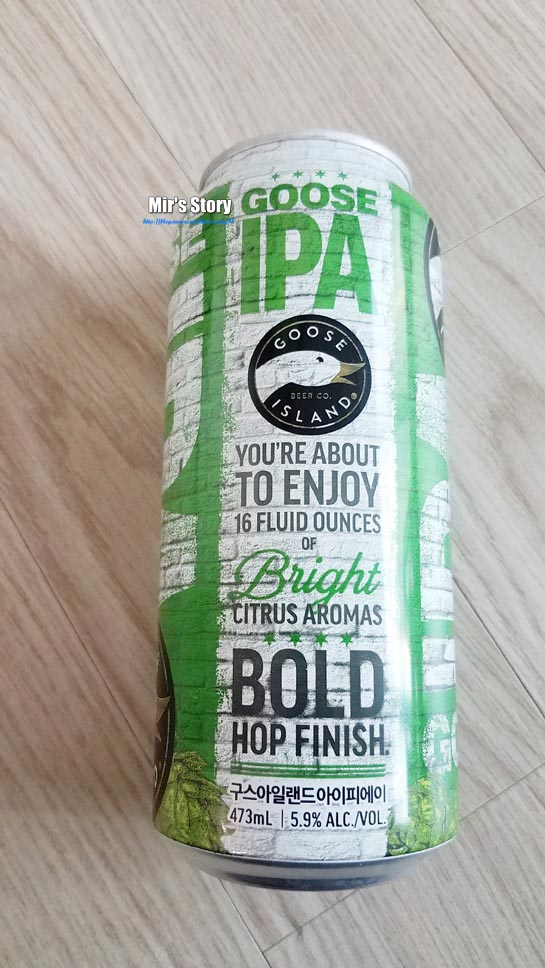 Mir's Story
GOOSE
IPA
GOOSE
BEER CO.
ISLAND®
YOU'RE ABOUT
TO ENJOY
16 FLUID OUNCES
OF
Bright
CITRUS AROMAS
BOLD
HOP FINISH.
구스아일랜드아이피에이
473mL | 5.9% ALC./VOL.